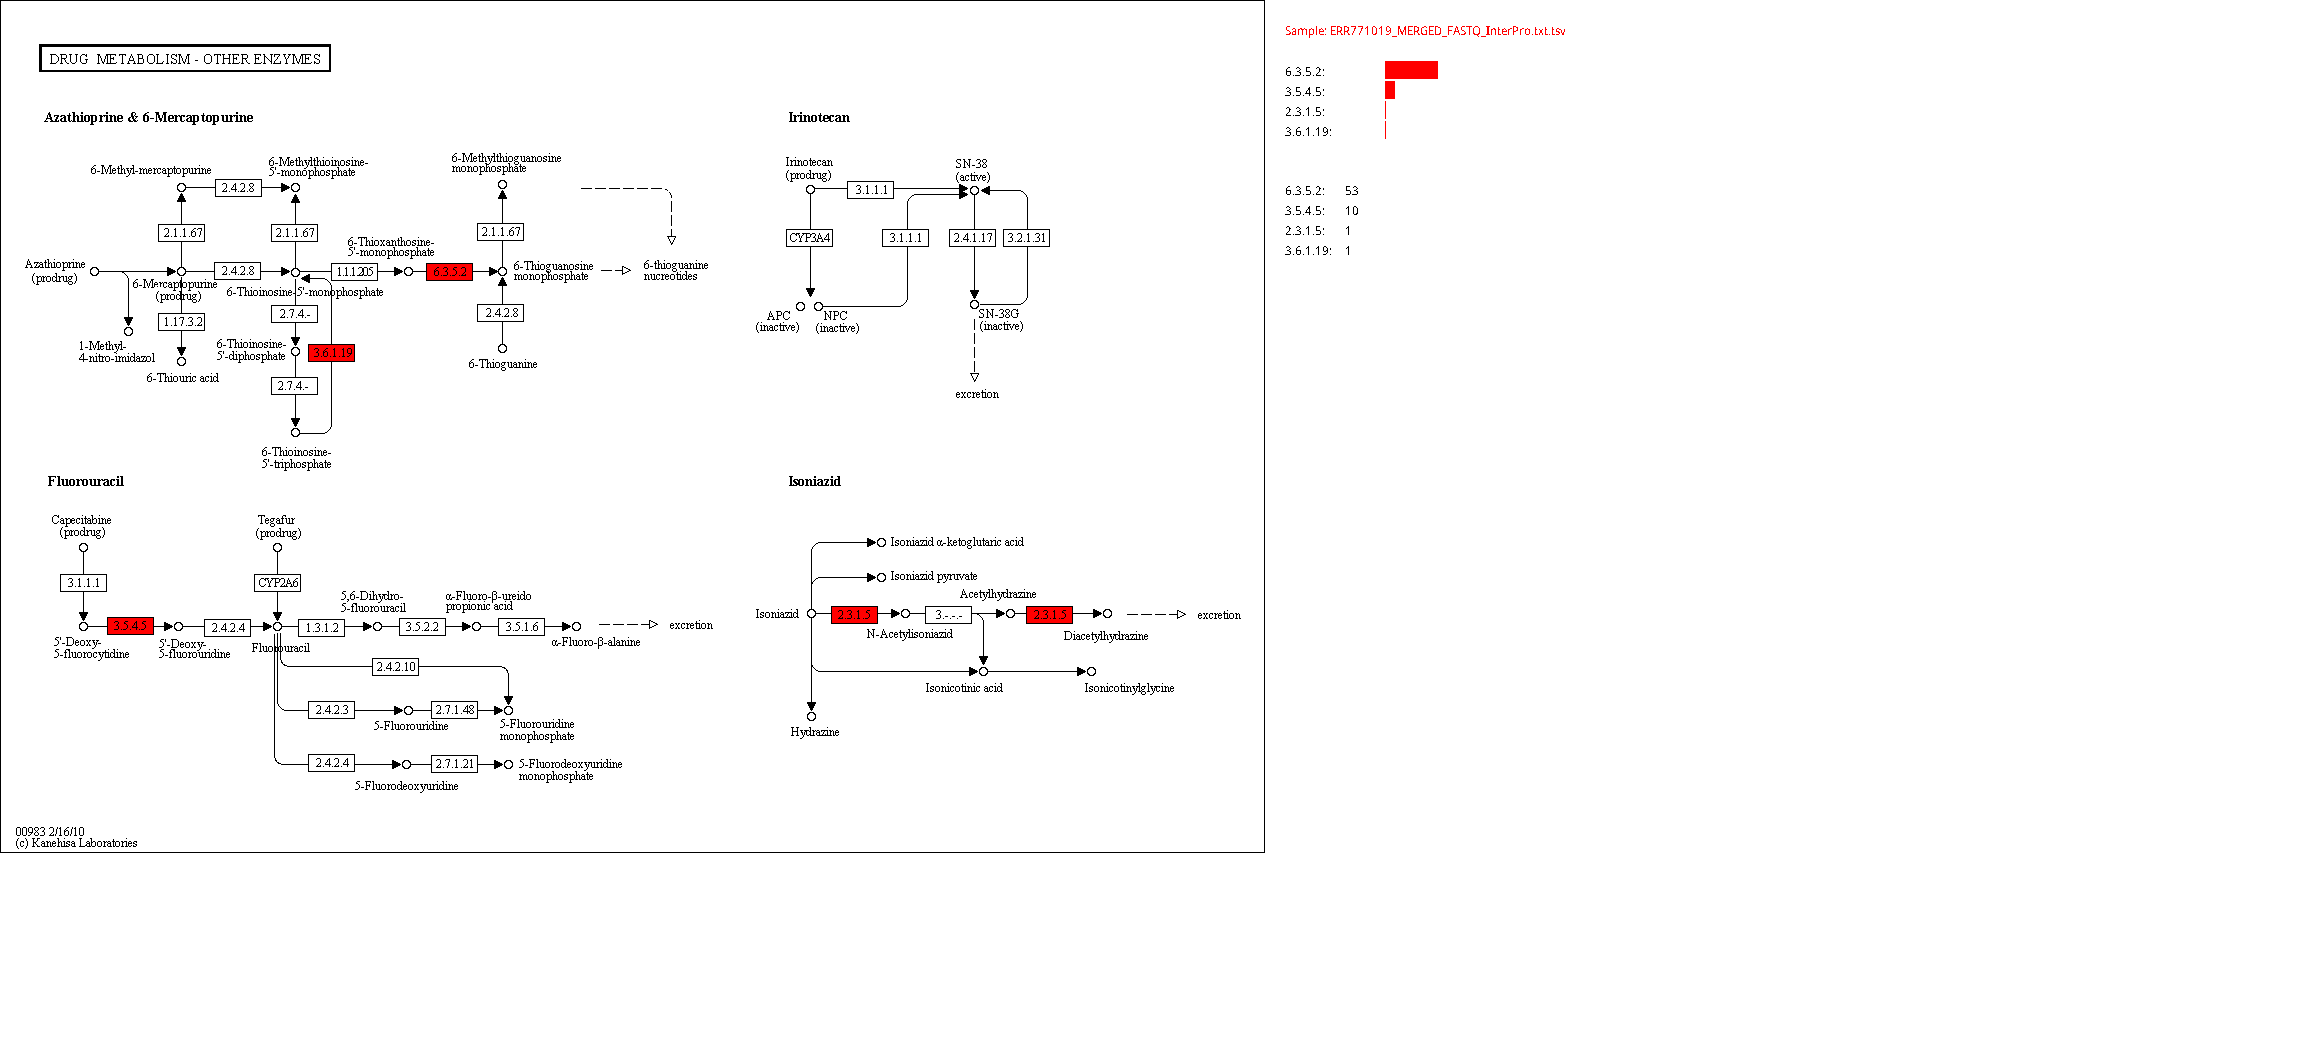 DRUG METABOLISM - OTHER ENZYMES
Sample: ERR771019_MERGED_FASTQ_InterPro.txt.tsv
6.3.5.2:
3.5.4.5:
2.3.1.5:
3.6.1.19:
6.3.5.2: 53
3.5.4.5: 10
2.3.1.5: 1
3.6.1.19: 1
Azathioprine & 6-Mercaptopurine
6-Methyl-mercaptopurine
2.4.2.8
6-Methylthioinosine-
5'-monophosphate
6-Methylthioguanosine
monophosphate
2.1.1.67
2.1.1.67
2.1.1.67
6-Thioxanthosine-
5'-monophosphate
Azathioprine
(prodrug)
2.4.2.8
1.1.1.205
6.3.5.2
6-Thioguanosine
monophosphate
6-thioguanine
nucreotides
6-Mercaptopurine
(prodrug)
6-Thioinosine-5'-monophosphate
1.17.3.2
2.7.4.-
2.4.2.8
1-Methyl-
4-nitro-imidazol
6-Thioinosine-
5'-diphosphate
3.6.1.19
6-Thiouric acid
6-Thioguanine
2.7.4.-
6-Thioinosine-
5'-triphosphate
Irinotecan
Irinotecan
(prodrug)
3.1.1.1
SN-38
(active)
CYP3A4
3.1.1.1
2.4.1.17
3.2.1.31
APC
(inactive)
NPC
(inactive)
SN-38G
(inactive)
excretion
Fluorouracil
Capecitabine
(prodrug)
Tegafur
(prodrug)
3.1.1.1
CYP2A6
5,6-Dihydro-
5-fluorouracil
α-Fluoro-β-ureido
propionic acid
3.5.4.5
2.4.2.4
1.3.1.2
3.5.2.2
3.5.1.6
excretion
5'-Deoxy-
5-fluorocytidine
5'-Deoxy-
5-fluorouridine
Fluorouracil
α-Fluoro-β-alanine
2.4.2.10
2.4.2.3
5-Fluorouridine
2.7.1.48
5-Fluorouridine
monophosphate
2.4.2.4
5-Fluorodeoxyuridine
2.7.1.21
5-Fluorodeoxyuridine
monophosphate
Isoniazid
Isoniazid α-ketoglutaric acid
Isoniazid pyruvate
Acetylhydrazine
Isoniazid
2.3.1.5
3.-.-.-
2.3.1.5
excretion
N-Acetylisoniazid
Diacetylhydrazine
Isonicotinic acid
Isonicotinylglycine
Hydrazine
00983 2/16/10
(c) Kanehisa Laboratories